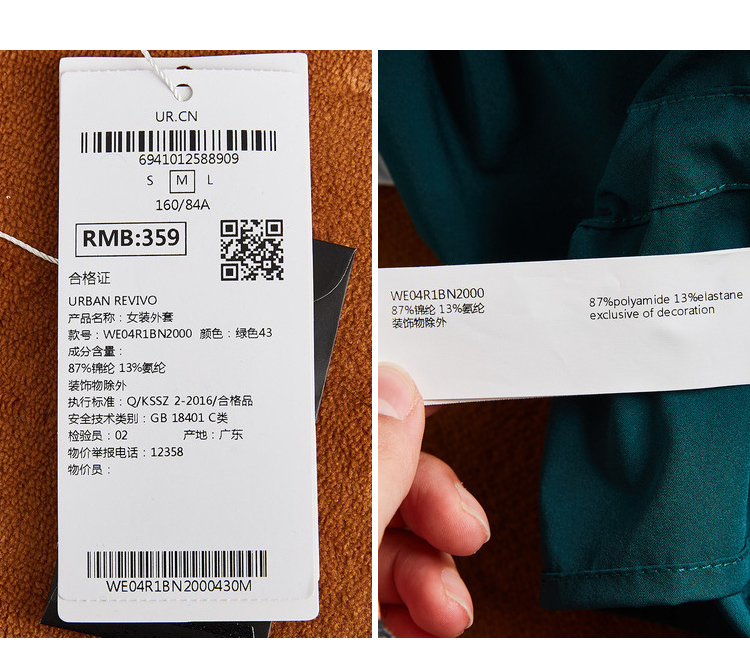 UR.CN
6941012588909
S M L
160/84A
RMB:359
合格证
URBAN REVIVO
产品名称：女装外套
款号：WE04R1BN2000 颜色：绿色43
成分含量：
87%锦纶 13%氨纶
装饰物除外
执行标准：Q/KSSZ 2-2016/合格品
安全技术类别：GB 18401 C类
检验员：02 产地：广东
物价举报电话：12358
物价员：
WE04R1BN2000430M
WE04R1BN2000
87%锦纶 13%氨纶
装饰物除外
87%polyamide 13%elastane
exclusive of decoration